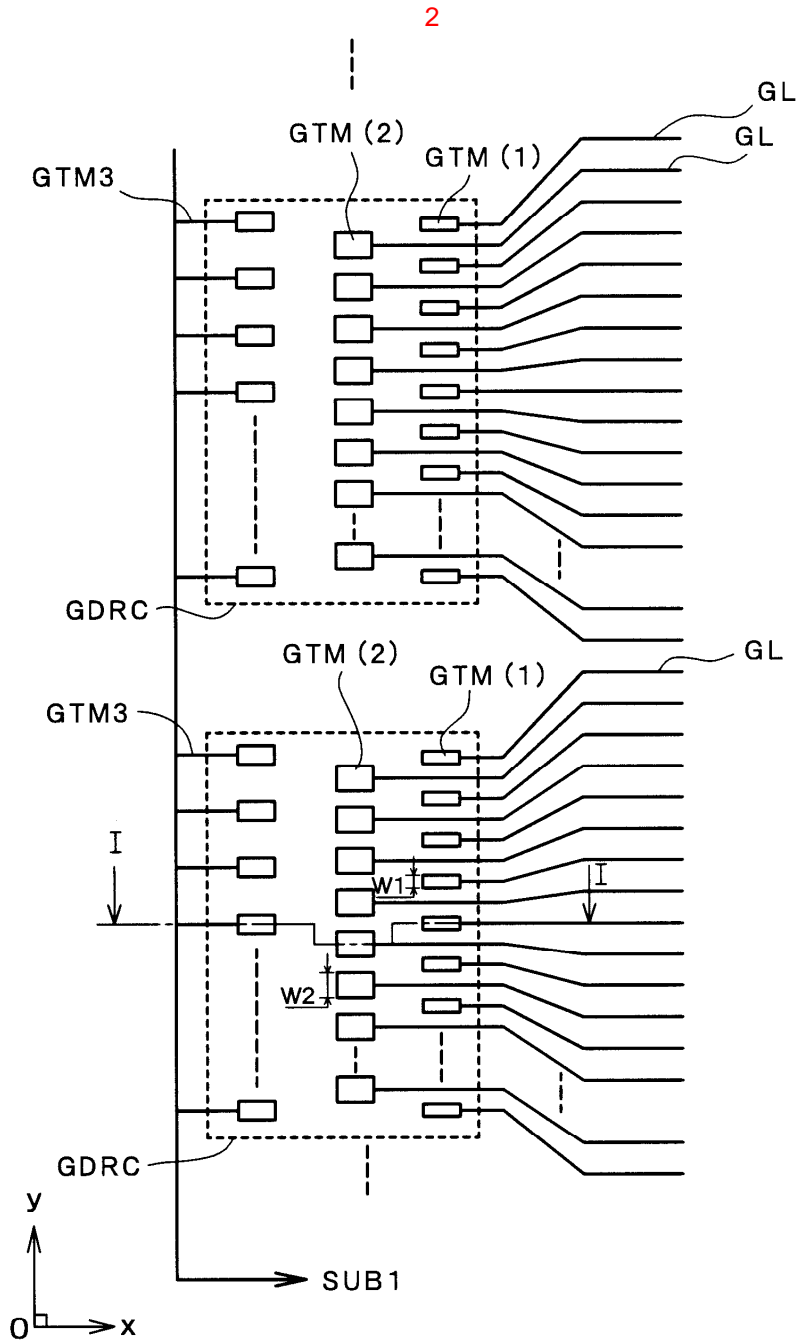 2
GL
GTM(2)
GL
GTM(1)
GTM3
GDRC
GTM(2)
GL
GTM(1)
GTM3
I
W1
I
W2
GDRC
y
SUB1
O
x